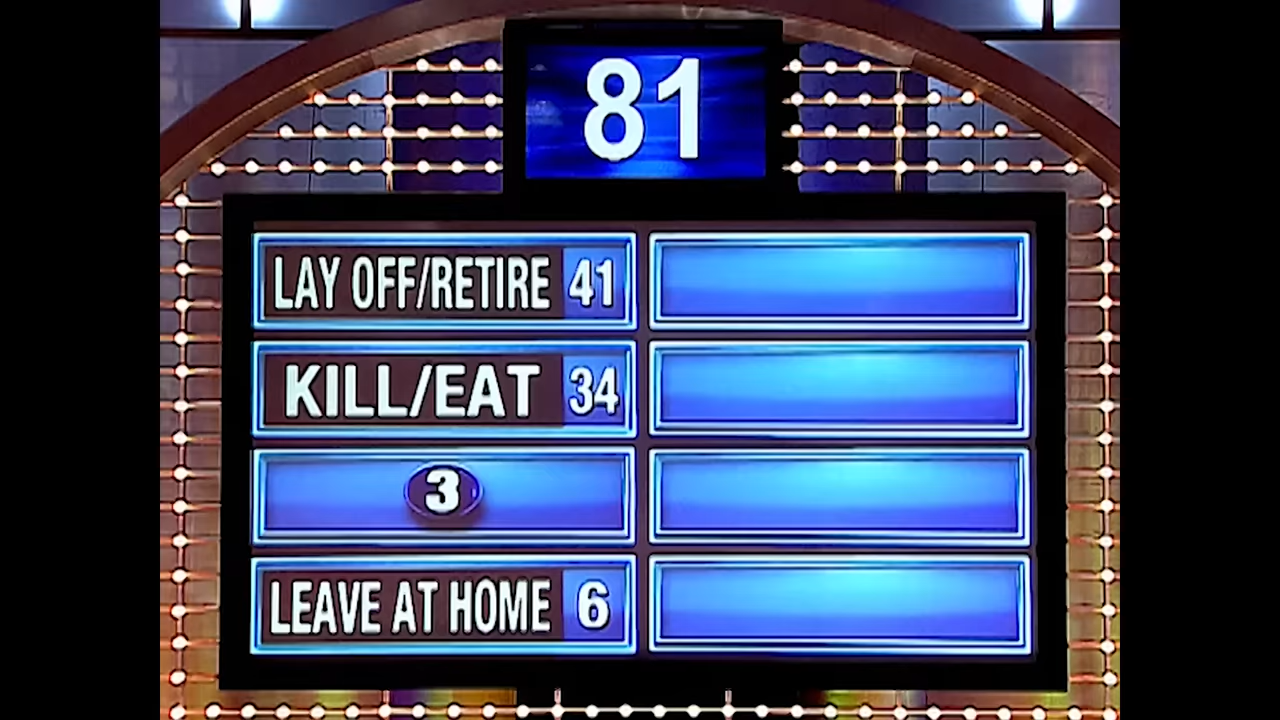 81
LAY OFF/RETIRE 41
KILL/EAT 34
3
LEAVE AT HOME 6